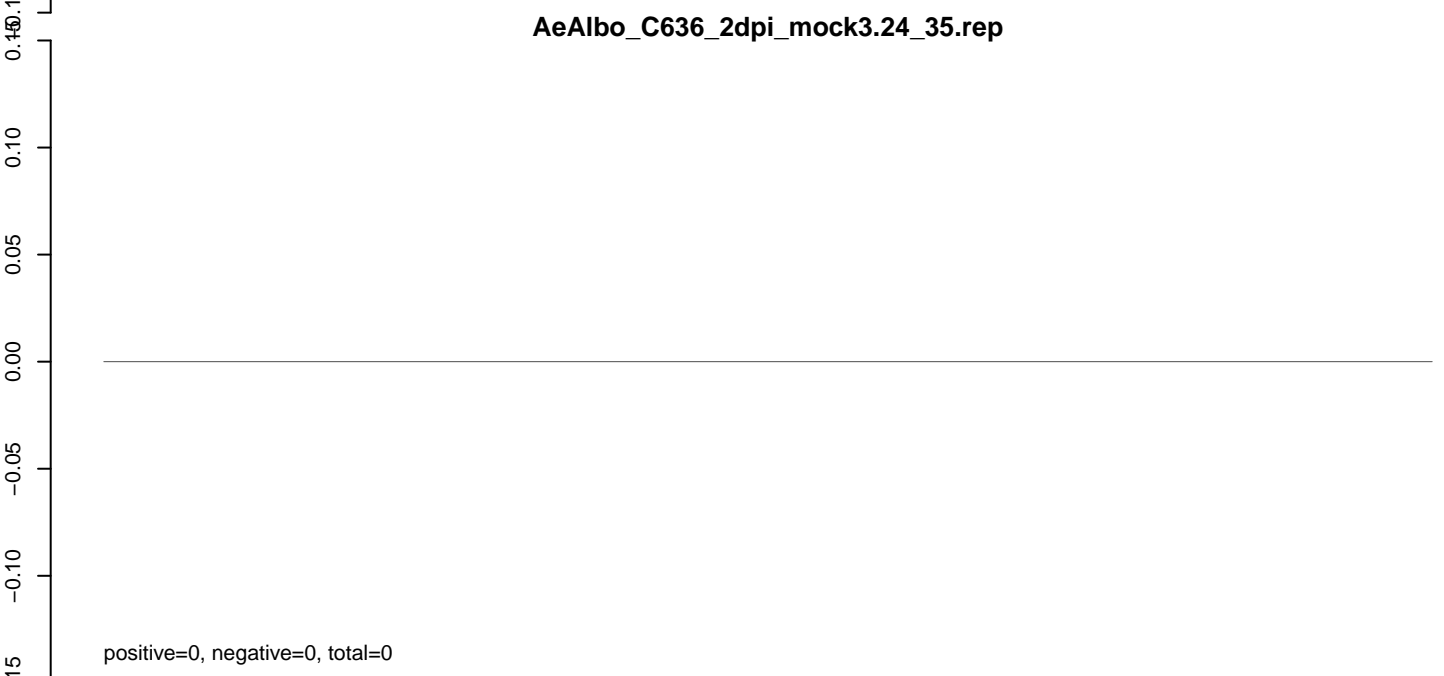 AeAlbo_C636_2dpi_mock3.24_35.rep
0.10
0.05
0.00
−0.05
−0.10
positive=0, negative=0, total=0